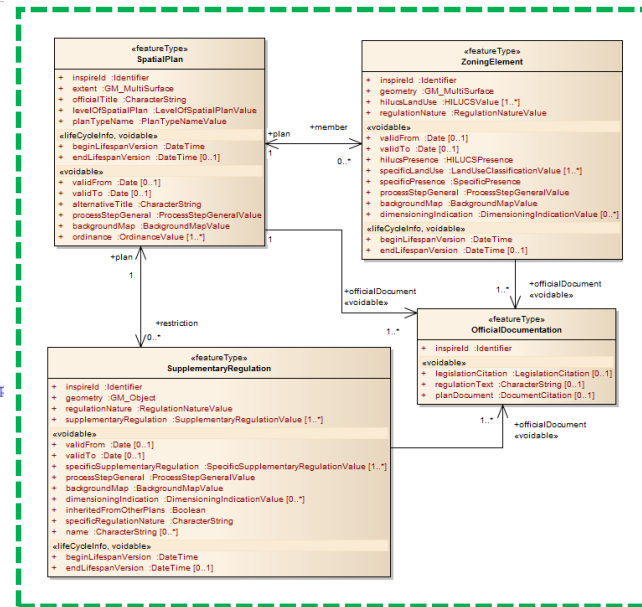 «featureType»
SpatialPlan
+ inspireId :Identifier
+ extent :GM_MultiSurface
+ officialTitle :CharacterString
+ levelOfSpatialPlan :LevelOfSpatialPlanValue
+ planTypeName :PlanTypeNameValue
«lifeCycleInfo, voidable»
+ beginLifespanVersion :DateTime
+ endLifespanVersion :DateTime [0..1]
«voidable»
+ validFrom :Date [0..1]
+ validTo :Date [0..1]
+ alternativeTitle :CharacterString
+ processStepGeneral :ProcessStepGeneralValue
+ backgroundMap :BackgroundMapValue
+ ordinance :OrdinanceValue [1..*]
+plan
1
+member
0..*
«featureType»
ZoningElement
+ inspireId :Identifier
+ geometry :GM_MultiSurface
+ hilucsLandUse :HILUCSValue [1..*]
+ regulationNature :RegulationNatureValue
«voidable»
+ validFrom :Date [0..1]
+ validTo :Date [0..1]
+ hilucsPresence :HILUCSPresence
+ specificLandUse :LandUseClassificationValue [1..*]
+ specificPresence :SpecificPresence
+ processStepGeneral :ProcessStepGeneralValue
+ backgroundMap :BackgroundMapValue
+ dimensioningIndication :DimensioningIndicationValue [0..*]
«lifeCycleInfo, voidable»
+ beginLifespanVersion :DateTime
+ endLifespanVersion :DateTime [0..1]
1
+officialDocument
«voidable»
1..*
1..*
+officialDocument
«voidable»
+plan
1
+restriction
0..*
«featureType»
OfficialDocumentation
+ inspireId :Identifier
«voidable»
+ legislationCitation :LegislationCitation [0..1]
+ regulationText :CharacterString [0..1]
+ planDocument :DocumentCitation [0..1]
1..*
+officialDocument
«voidable»
«featureType»
SupplementaryRegulation
+ inspireId :Identifier
+ geometry :GM_Object
+ regulationNature :RegulationNatureValue
+ supplementaryRegulation :SupplementaryRegulationValue [1..*]
«voidable»
+ validFrom :Date [0..1]
+ validTo :Date [0..1]
+ specificSupplementaryRegulation :SpecificSupplementaryRegulationValue [1..*]
+ processStepGeneral :ProcessStepGeneralValue
+ backgroundMap :BackgroundMapValue
+ dimensioningIndication :DimensioningIndicationValue [0..*]
+ inheritedFromOtherPlans :Boolean
+ specificRegulationNature :CharacterString
+ name :CharacterString [0..*]
«lifeCycleInfo, voidable»
+ beginLifespanVersion :DateTime
+ endLifespanVersion :DateTime [0..1]